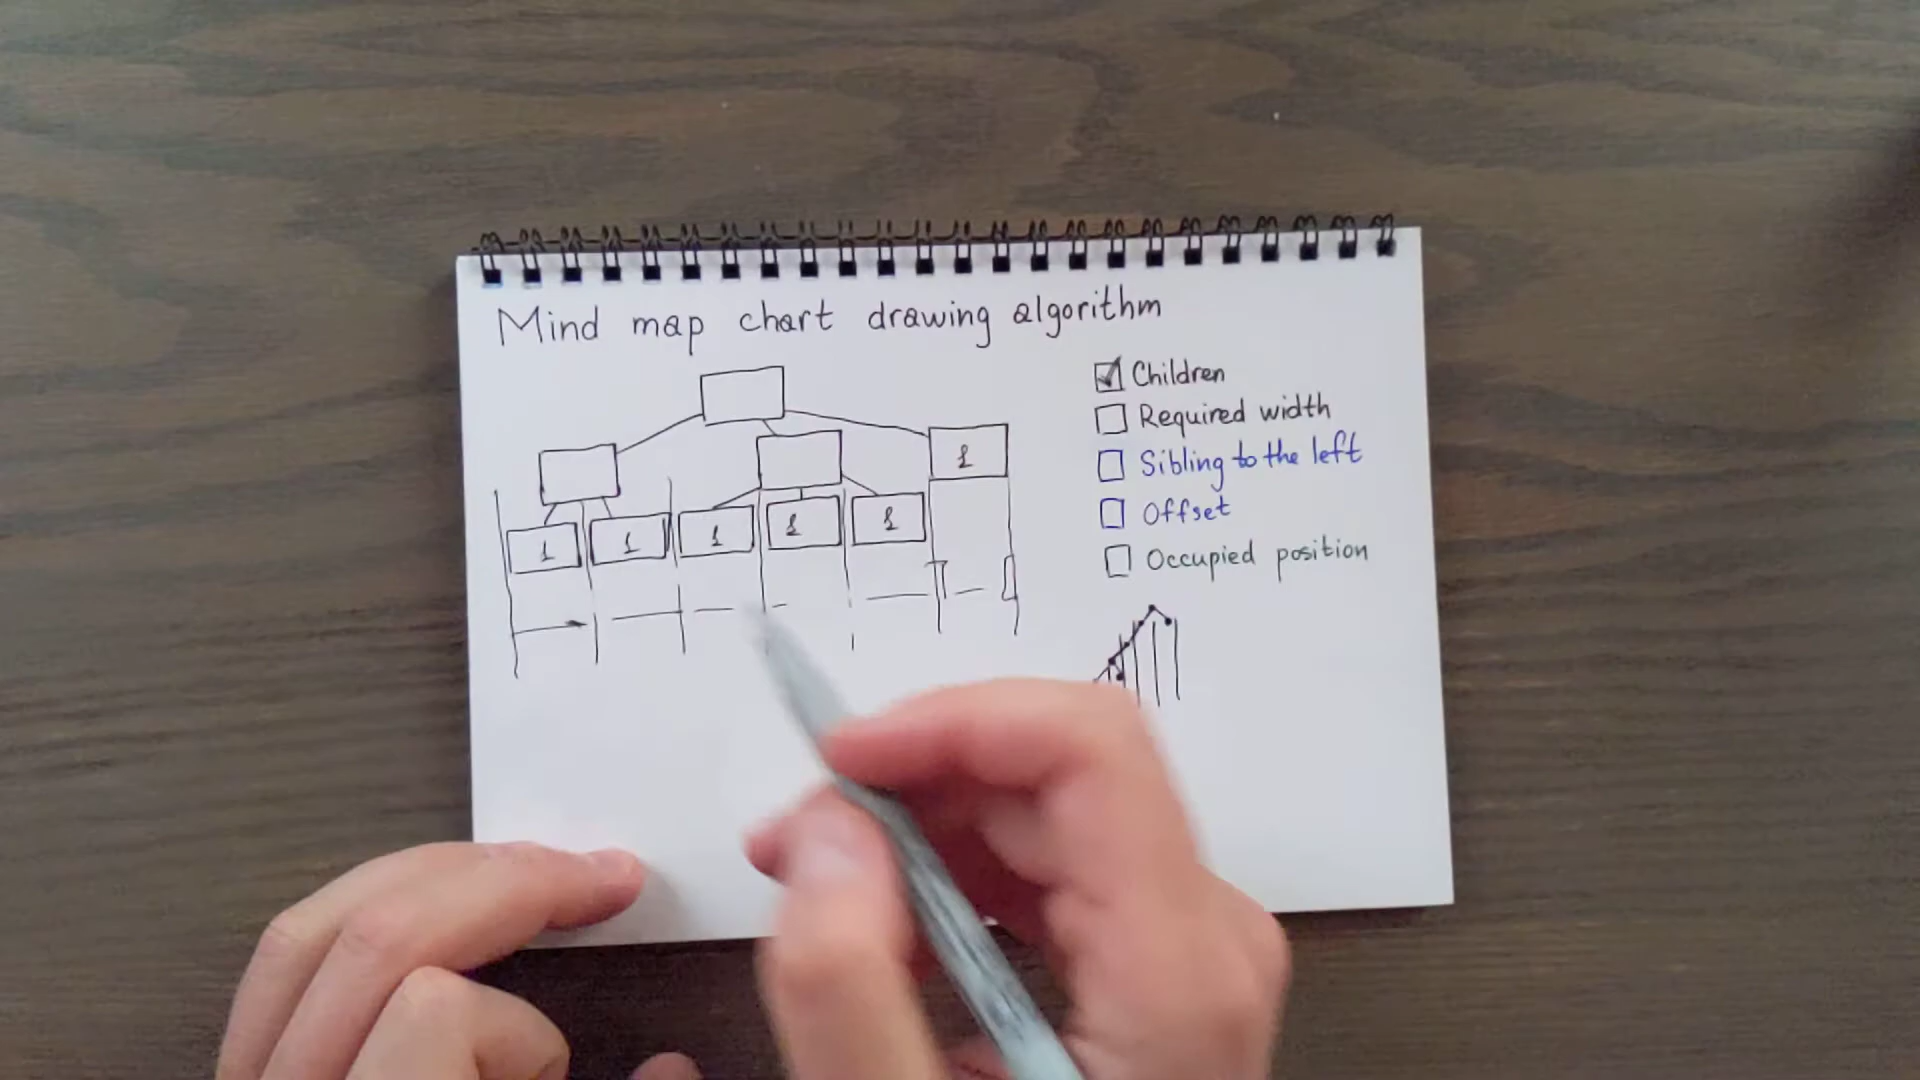 Mind map chart drawing algorithm
Children
Required width
Sibling to the left
Offset
Occupied position
1
1 1 1 1 1